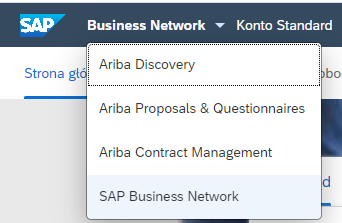 SAP Business Network Konto Standard
Ariba Discovery
Strona głó
Ariba Proposals & Questionnaires
Ariba Contract Management
SAP Business Network